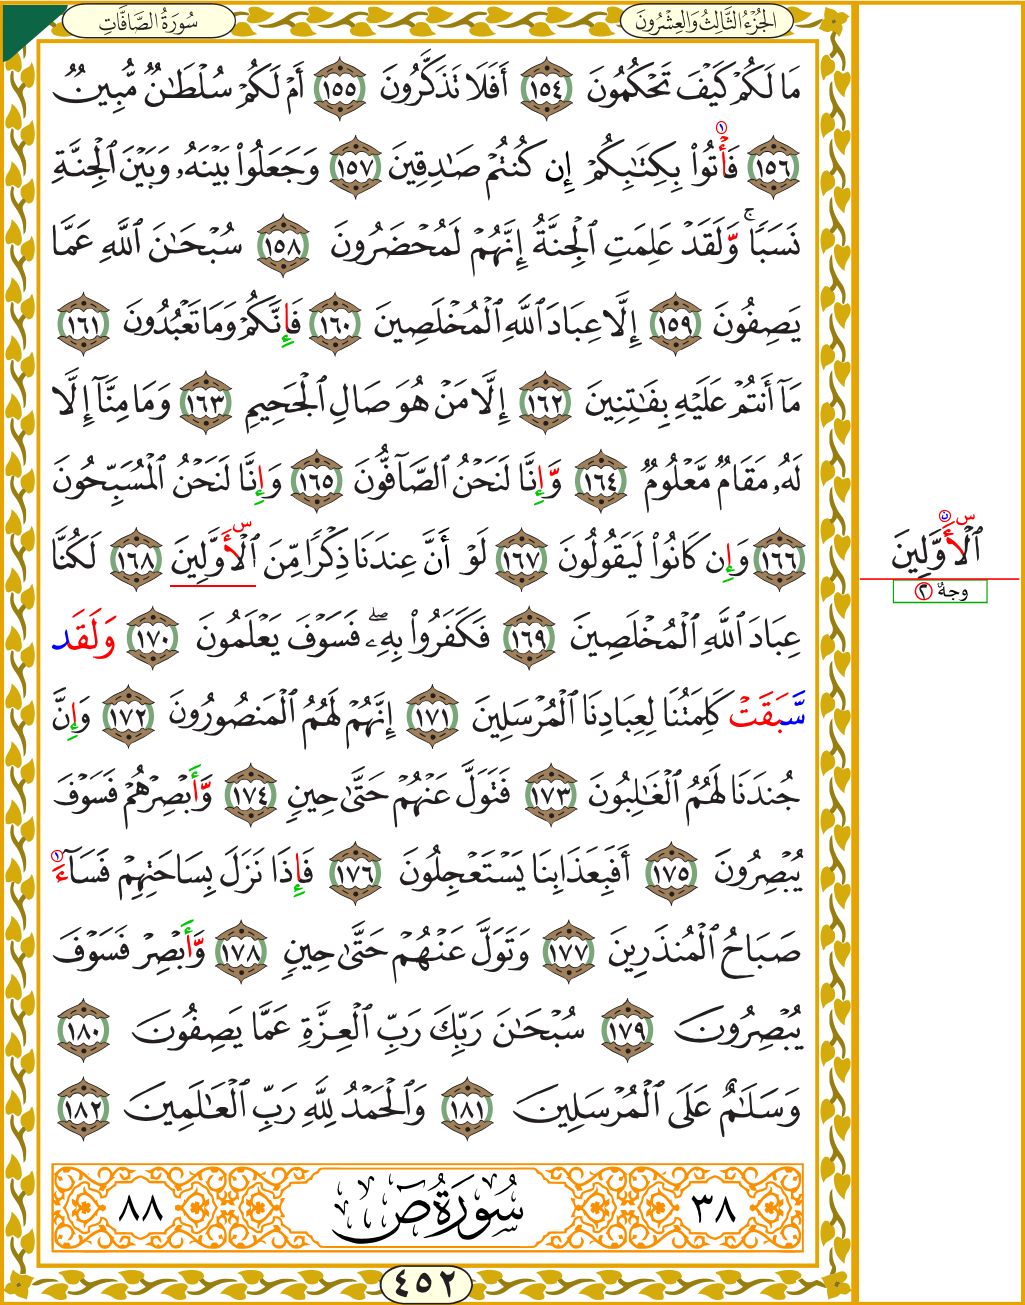 سُورَةُ الصَّافَّاتِ
الجُزْءُ الثَّالِثُ وَالعِشْرُونَ
مَا لَكُمْ كَيْفَ تَحْكُمُونَ ١٥٤ أَفَلَا تَذَكَّرُونَ ١٥٥ أَمْ لَكُمْ سُلْطَـٰنٌ مُّبِينٌ
١٥٦ فَأْتُوا۟ بِكِتَـٰبِكُمْ إِن كُنتُمْ صَـٰدِقِينَ ١٥٧ وَجَعَلُوا۟ بَيْنَهُۥ وَبَيْنَ ٱلْجِنَّةِ
نَسَبًاۚ وَّلَقَدْ عَلِمَتِ ٱلْجِنَّةُ إِنَّهُمْ لَمُحْضَرُونَ ١٥٨ سُبْحَـٰنَ ٱللَّهِ عَمَّا
يَصِفُونَ ١٥٩ إِلَّا عِبَادَ ٱللَّهِ ٱلْمُخْلَصِينَ ١٦٠ فَإِنَّكُمْ وَمَا تَعْبُدُونَ ١٦١
مَآ أَنتُمْ عَلَيْهِ بِفَـٰتِنِينَ ١٦٢ إِلَّا مَنْ هُوَ صَالِ ٱلْجَحِيمِ ١٦٣ وَمَا مِنَّآ إِلَّا
لَهُۥ مَقَامٌ مَّعْلُومٌ ١٦٤ وَّإِنَّا لَنَحْنُ ٱلصَّآفُّونَ ١٦٥ وَإِنَّا لَنَحْنُ ٱلْمُسَبِّحُونَ
١٦٦ وَإِن كَانُوا۟ لَيَقُولُونَ ١٦٧ لَوْ أَنَّ عِندَنَا ذِكْرًا مِّنَ ٱلْأَوَّلِينَ ١٦٨ لَكُنَّا
عِبَادَ ٱللَّهِ ٱلْمُخْلَصِينَ ١٦٩ فَكَفَرُوا۟ بِهِۦۖ فَسَوْفَ يَعْلَمُونَ ١٧٠ وَلَقَد
سَّبَقَتْ كَلِمَتُنَا لِعِبَادِنَا ٱلْمُرْسَلِينَ ١٧١ إِنَّهُمْ لَهُمُ ٱلْمَنصُورُونَ ١٧٢ وَإِنَّ
جُندَنَا لَهُمُ ٱلْغَـٰلِبُونَ ١٧٣ فَتَوَلَّ عَنْهُمْ حَتَّىٰ حِينٍ ١٧٤ وَّأَبْصِرْهُمْ فَسَوْفَ
يُبْصِرُونَ ١٧٥ أَفَبِعَذَابِنَا يَسْتَعْجِلُونَ ١٧٦ فَإِذَا نَزَلَ بِسَاحَتِهِمْ فَسَآءَ
صَبَاحُ ٱلْمُنذَرِينَ ١٧٧ وَتَوَلَّ عَنْهُمْ حَتَّىٰ حِينٍ ١٧٨ وَّأَبْصِرْ فَسَوْفَ
يُبْصِرُونَ ١٧٩ سُبْحَـٰنَ رَبِّكَ رَبِّ ٱلْعِزَّةِ عَمَّا يَصِفُونَ ١٨٠
وَسَلَـٰمٌ عَلَى ٱلْمُرْسَلِينَ ١٨١ وَٱلْحَمْدُ لِلَّهِ رَبِّ ٱلْعَـٰلَمِينَ ١٨٢
٣٨ سُورَةُ صٓ ٨٨
٤٥٢
ٱلْأَوَّلِينَ
وجهٌ ٢